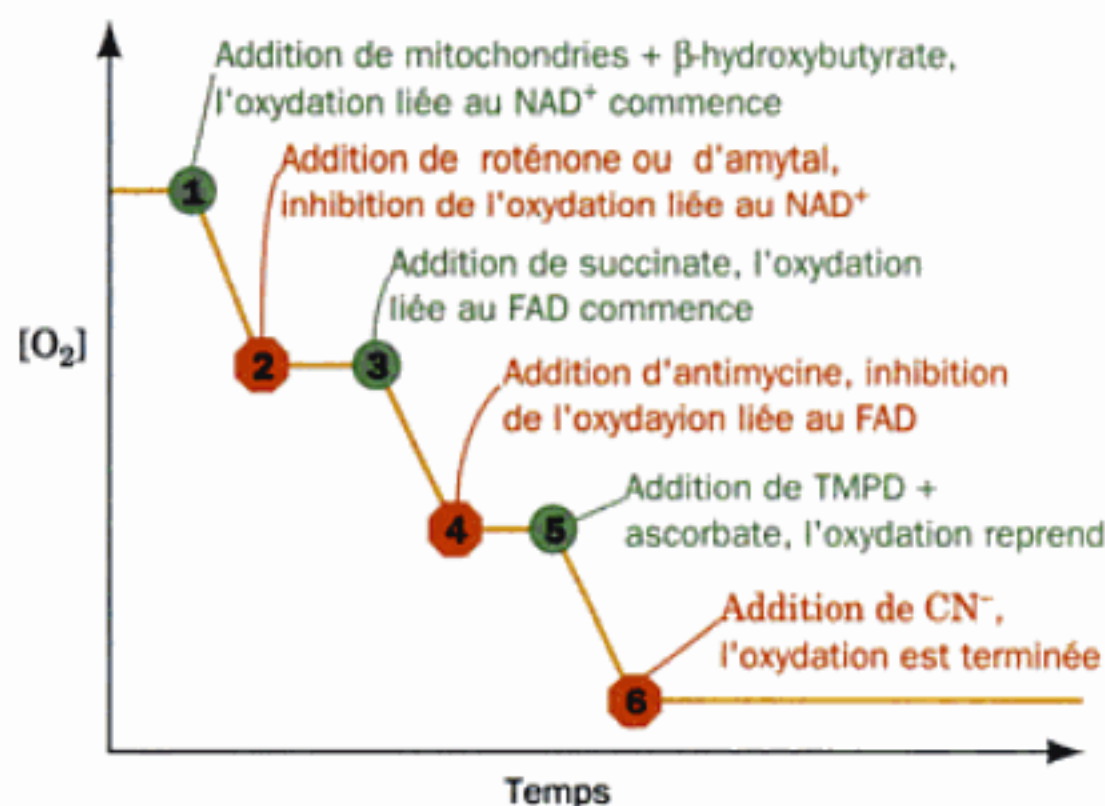 Addition de mitochondries + β-hydroxybutyrate,
l'oxydation liée au NAD⁺ commence
1
Addition de roténone ou d'amytal,
inhibition de l'oxydation liée au NAD⁺
2
Addition de succinate, l'oxydation
liée au FAD commence
3
[O₂]
Addition d'antimycine, inhibition
de l'oxydayion liée au FAD
4
Addition de TMPD +
ascorbate, l'oxydation reprend
5
Addition de CN⁻,
l'oxydation est terminée
6
Temps